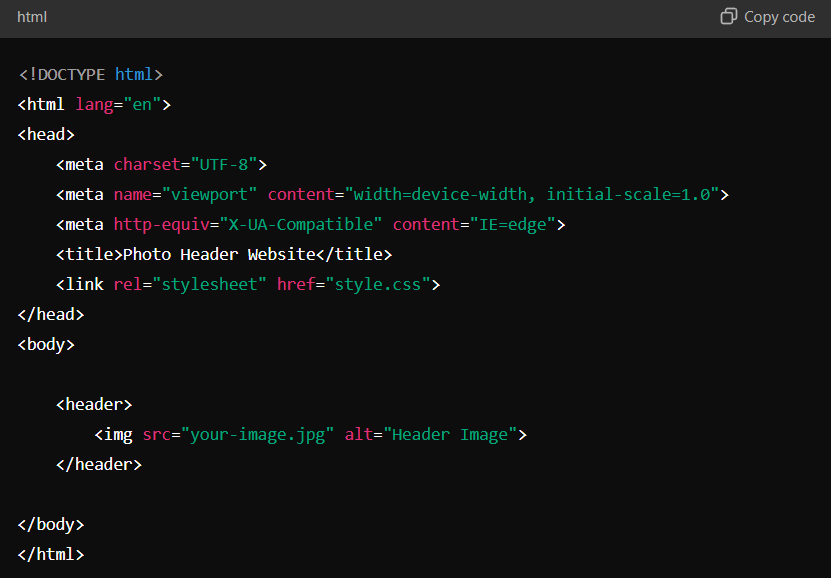 html
Copy code
<!DOCTYPE html>
<html lang="en">
<head>
    <meta charset="UTF-8">
    <meta name="viewport" content="width=device-width, initial-scale=1.0">
    <meta http-equiv="X-UA-Compatible" content="IE=edge">
    <title>Photo Header Website</title>
    <link rel="stylesheet" href="style.css">
</head>
<body>

    <header>
        <img src="your-image.jpg" alt="Header Image">
    </header>

</body>
</html>